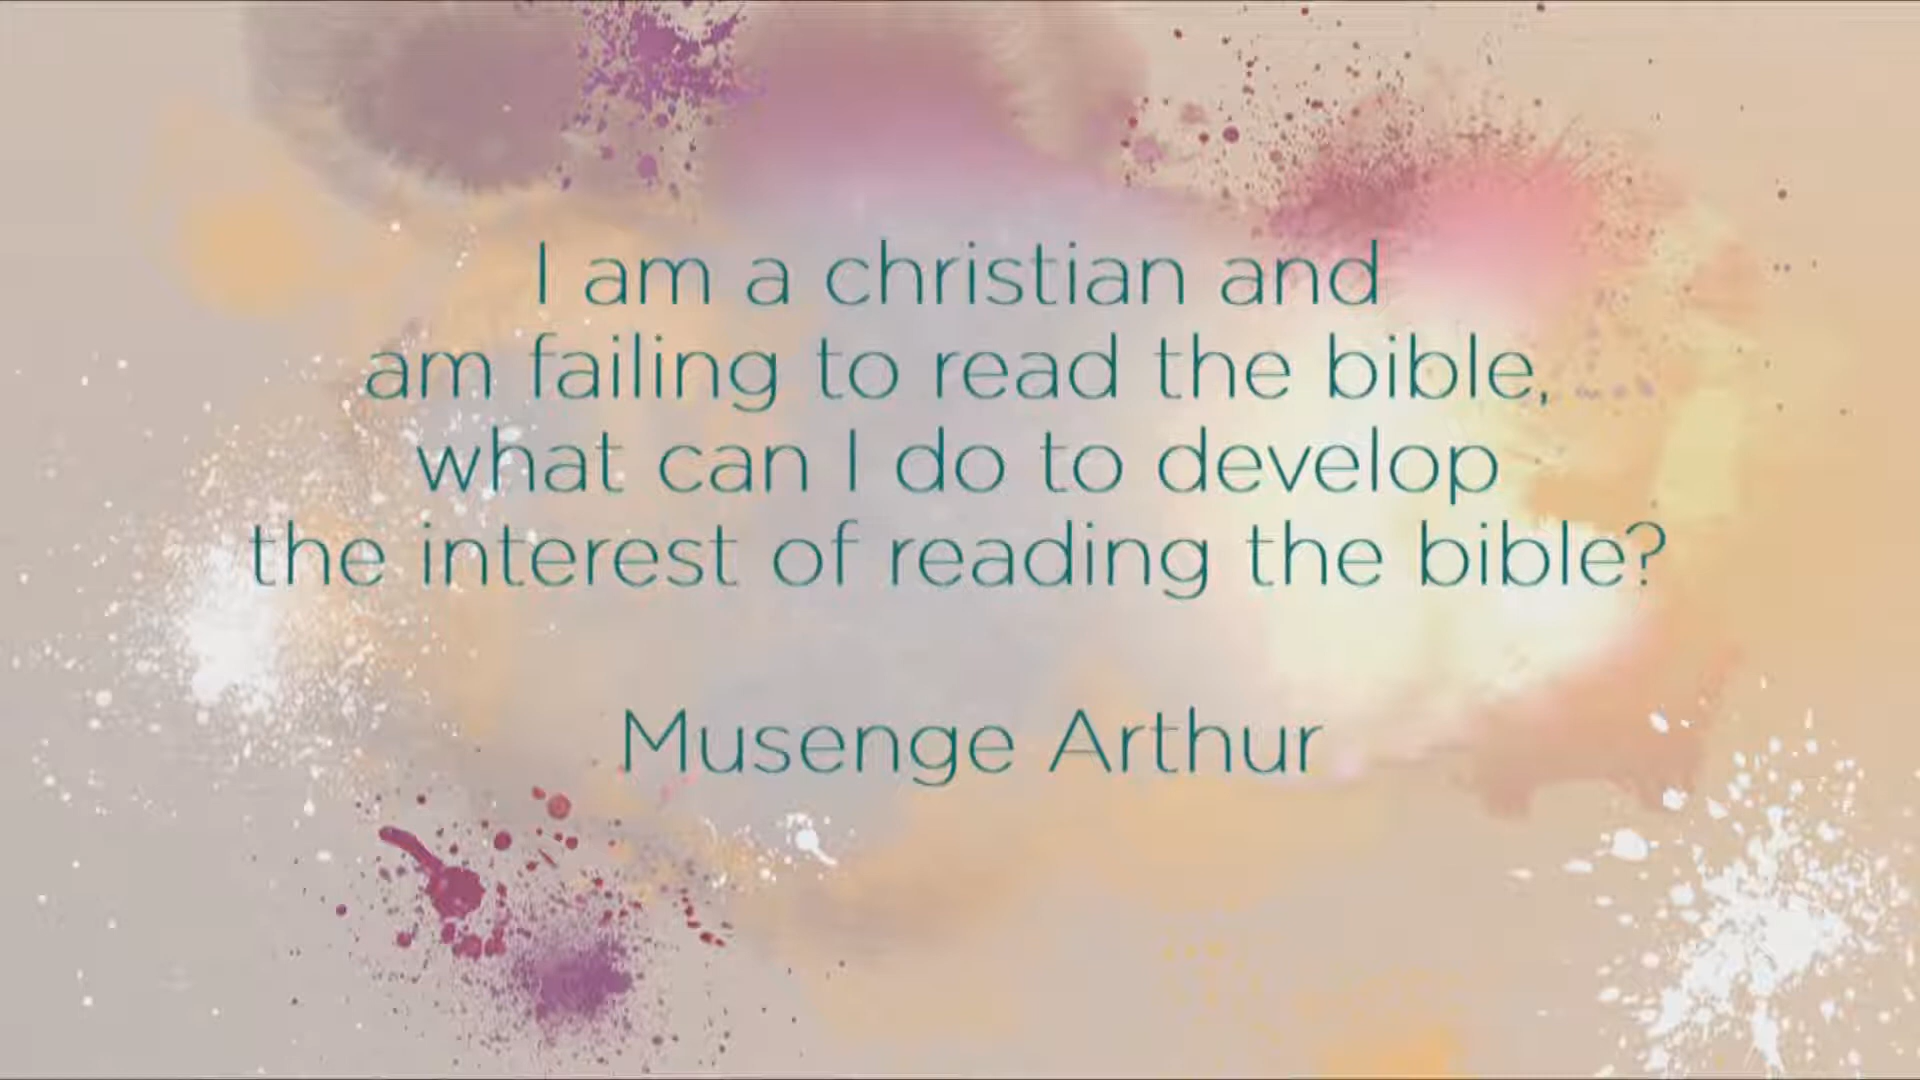 I am a christian and
am failing to read the bible,
what can I do to develop
the interest of reading the bible?
Musenge Arthur